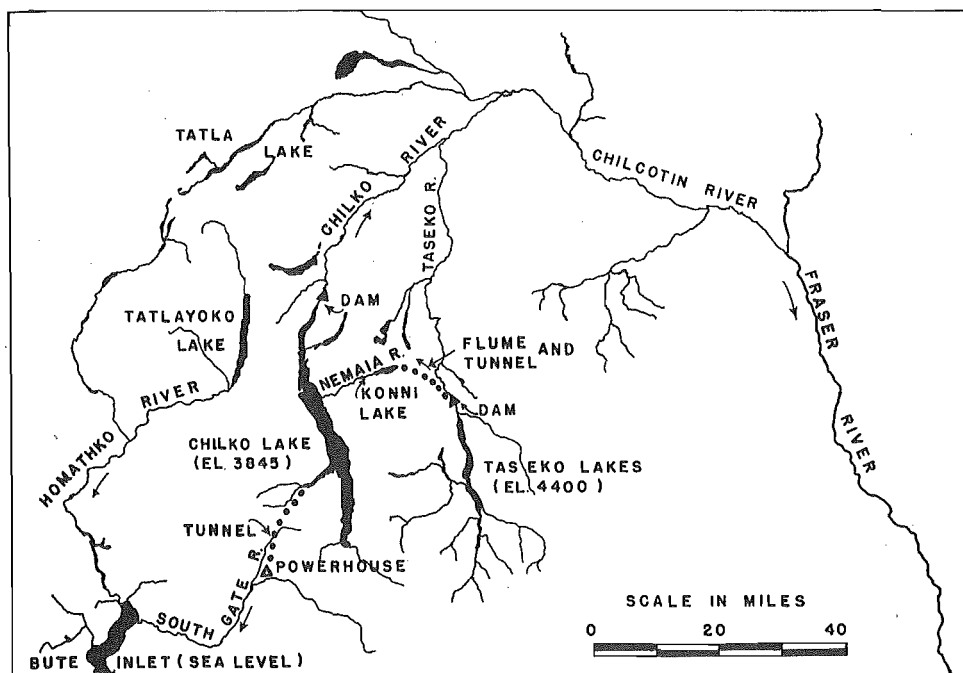 TATLA
LAKE
CHILKO RIVER
TASEKO R.
CHILCOTIN RIVER
FRASER
RIVER
DAM
TATLAYOKO
LAKE
FLUME AND
TUNNEL
NEMAIA R.
KONNI
LAKE
DAM
HOMATHKO RIVER
CHILKO LAKE
(EL. 3845)
TASEKO LAKES
(EL. 4400)
TUNNEL
POWERHOUSE
SOUTH GATE R.
BUTE INLET (SEA LEVEL)
SCALE IN MILES
0 20 40